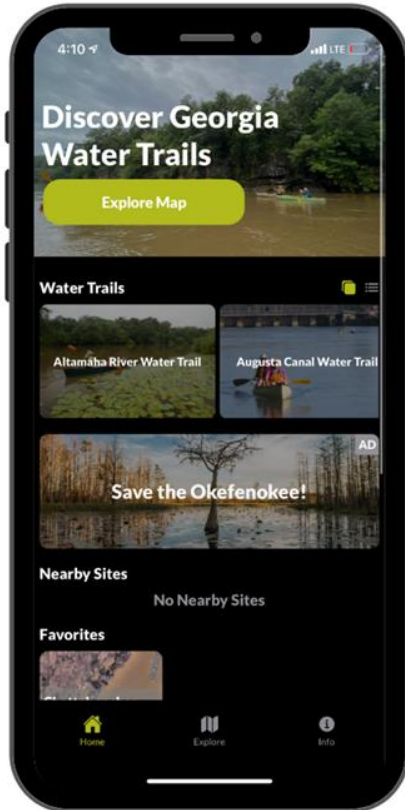 4:10
LTE
Discover Georgia
Water Trails
Explore Map
Water Trails
Altamaha River Water Trail
Augusta Canal Water Trail
AD
Save the Okefenokee!
Nearby Sites
No Nearby Sites
Favorites
Home
Explore
Info